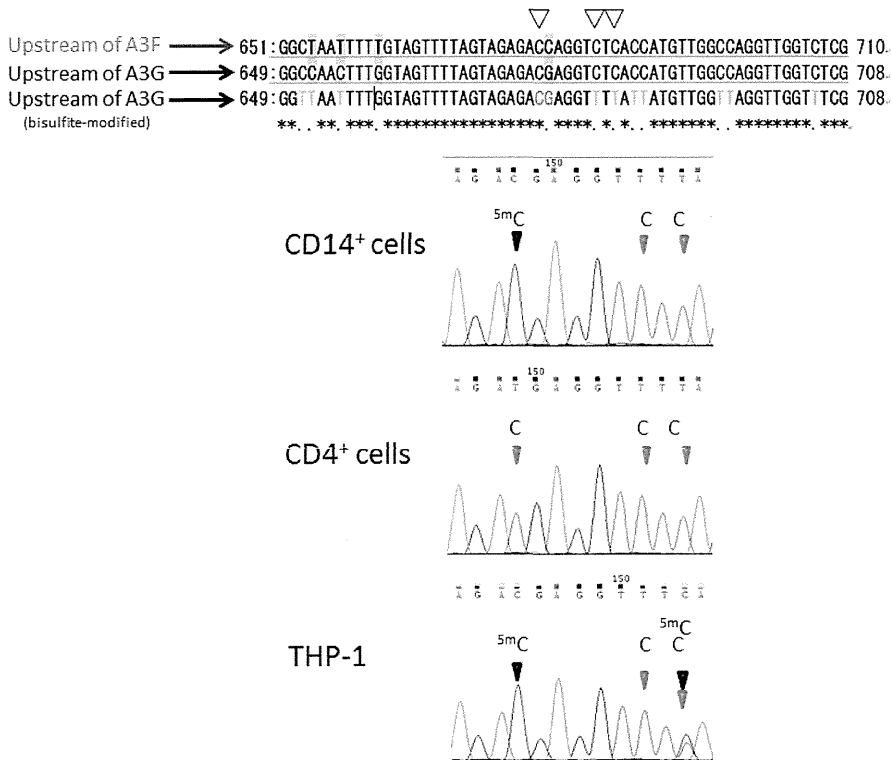 Upstream of A3F 651:GGCTAATTTTTGTAGTTTTAGTAGAGACCAGGTCTCACCATGTTGGCCAGGTTGGTCTCG 710
Upstream of A3G 649:GGCCAACTTTGGTAGTTTTAGTAGAGACGAGGTCTCACCATGTTGGCCAGGTTGGTCTCG 708
Upstream of A3G 649:GGTTAATTTTGGTAGTTTTAGTAGAGACGAGGTTTTATTATGTTGGTTAGGTTGGTTTCG 708
(bisulfite-modified) **..**.***.*****************.****.*.*..*******..********.***
150
A G A C G A G G T T T T A
5mC C C
CD14+ cells
150
A G A T G A G G T T T T A
C C C
CD4+ cells
150
A G A C G A G G T T T C A
5mC
5mC C C
THP-1